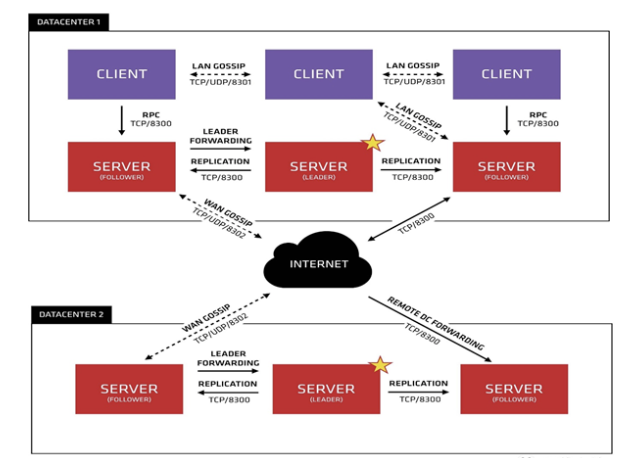 DATACENTER 1
CLIENT
LAN GOSSIP
TCP/UDP/8301
CLIENT
LAN GOSSIP
TCP/UDP/8301
CLIENT
RPC
TCP/8300
LEADER
FORWARDING
LAN GOSSIP
TCP/UDP/8301
RPC
TCP/8300
SERVER
(FOLLOWER)
REPLICATION
TCP/8300
SERVER
(LEADER)
REPLICATION
TCP/8300
SERVER
(FOLLOWER)
WAN GOSSIP
TCP/UDP/8302
TCP/8300
INTERNET
DATACENTER 2
WAN GOSSIP
TCP/UDP/8302
REMOTE DC FORWARDING
TCP/8300
LEADER
FORWARDING
SERVER
(FOLLOWER)
REPLICATION
TCP/8300
SERVER
(LEADER)
REPLICATION
TCP/8300
SERVER
(FOLLOWER)